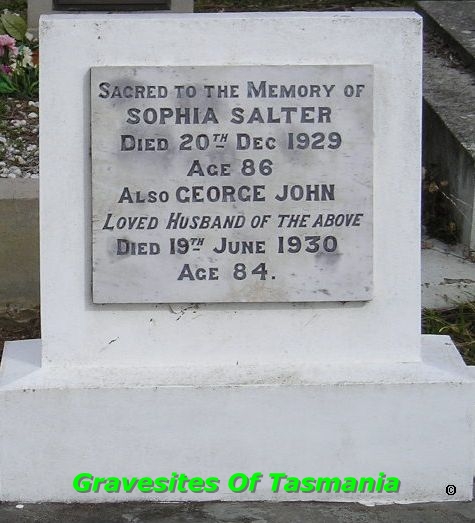 Sacred to the Memory of
SOPHIA SALTER
Died 20TH Dec 1929
Age 86
Also GEORGE JOHN
Loved Husband of the above
Died 19TH June 1930
Age 84.
Gravesites Of Tasmania ©